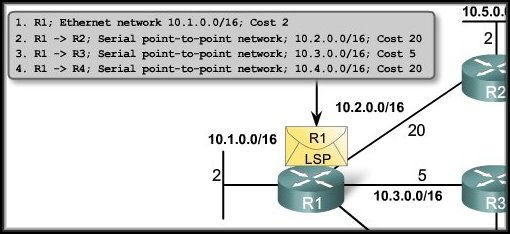 1. R1; Ethernet network 10.1.0.0/16; Cost 2
2. R1 -> R2; Serial point-to-point network; 10.2.0.0/16; Cost 20
3. R1 -> R3; Serial point-to-point network; 10.3.0.0/16; Cost 5
4. R1 -> R4; Serial point-to-point network; 10.4.0.0/16; Cost 20
10.5.0.0
2
R2
10.2.0.0/16
20
10.1.0.0/16
R1
LSP
2
R1
5
10.3.0.0/16
R3